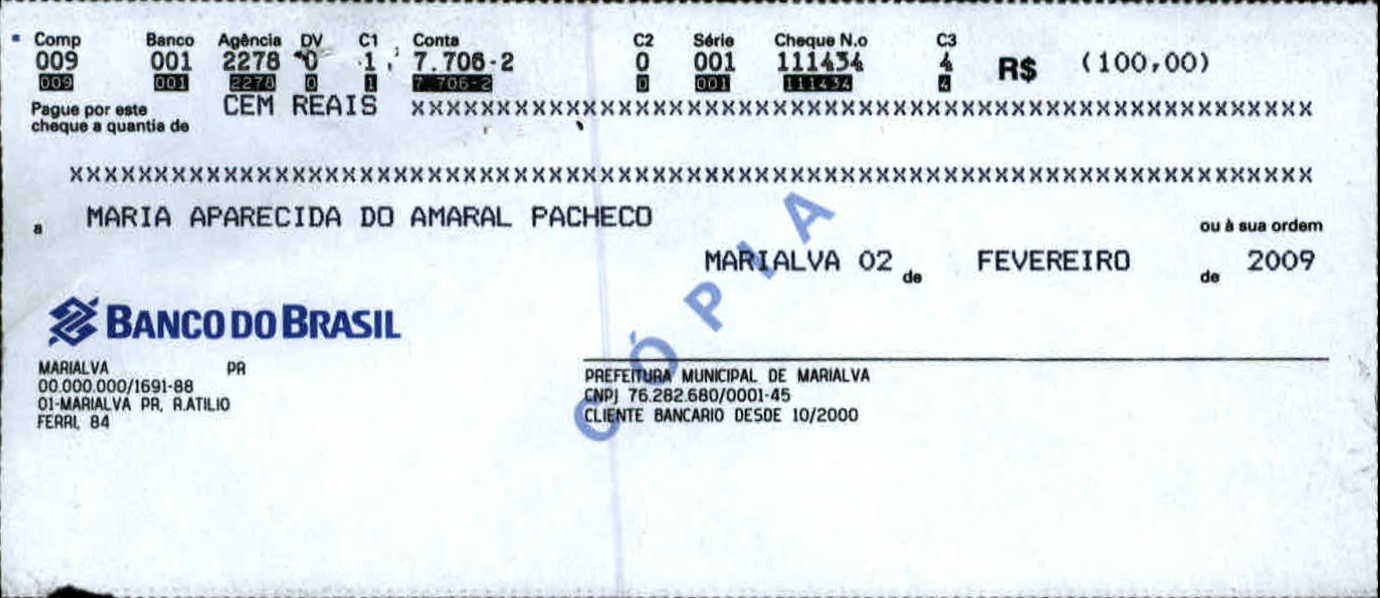 Comp Banco Agência DV C1 Conta C2 Série Cheque N.o C3
009 001 2278 0 1 7.706-2 0 001 111434 4 R$ (100,00)
009 001 2278 0 1 7.706-2 0 001 111434 4
Pague por este cheque a quantia de CEM REAIS XXXXXXXXXXXXXXXXXXXXXXXXXXXXXXXXXXXXXXXXXXXXXXXXXXXXX
XXXXXXXXXXXXXXXXXXXXXXXXXXXXXXXXXXXXXXXXXXXXXXXXXXXXXXXXXXXXXXXXXXXXXXXXX
a MARIA APARECIDA DO AMARAL PACHECO ou à sua ordem
MARIALVA 02 de FEVEREIRO de 2009
CÓPIA
BANCO DO BRASIL
MARIALVA PR
00.000.000/1691-88
01-MARIALVA PR, R.ATILIO
FERRI, 84
PREFEITURA MUNICIPAL DE MARIALVA
CNPJ 76.282.680/0001-45
CLIENTE BANCARIO DESDE 10/2000